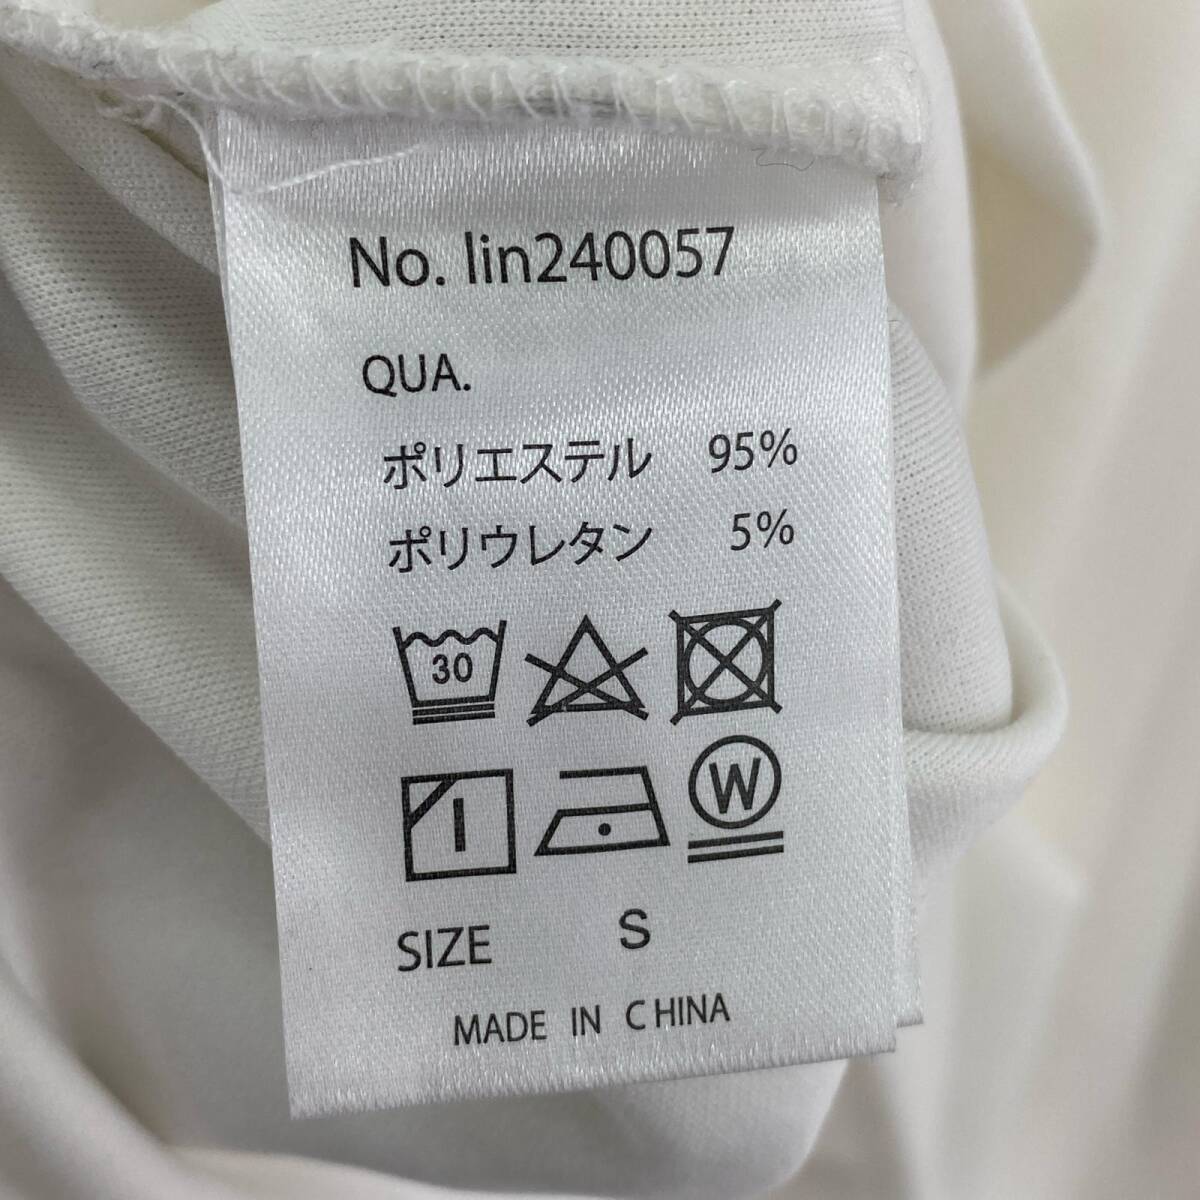 No. lin240057
QUA.
ポリエステル 95%
ポリウレタン 5%
30
W
SIZE S
MADE IN CHINA